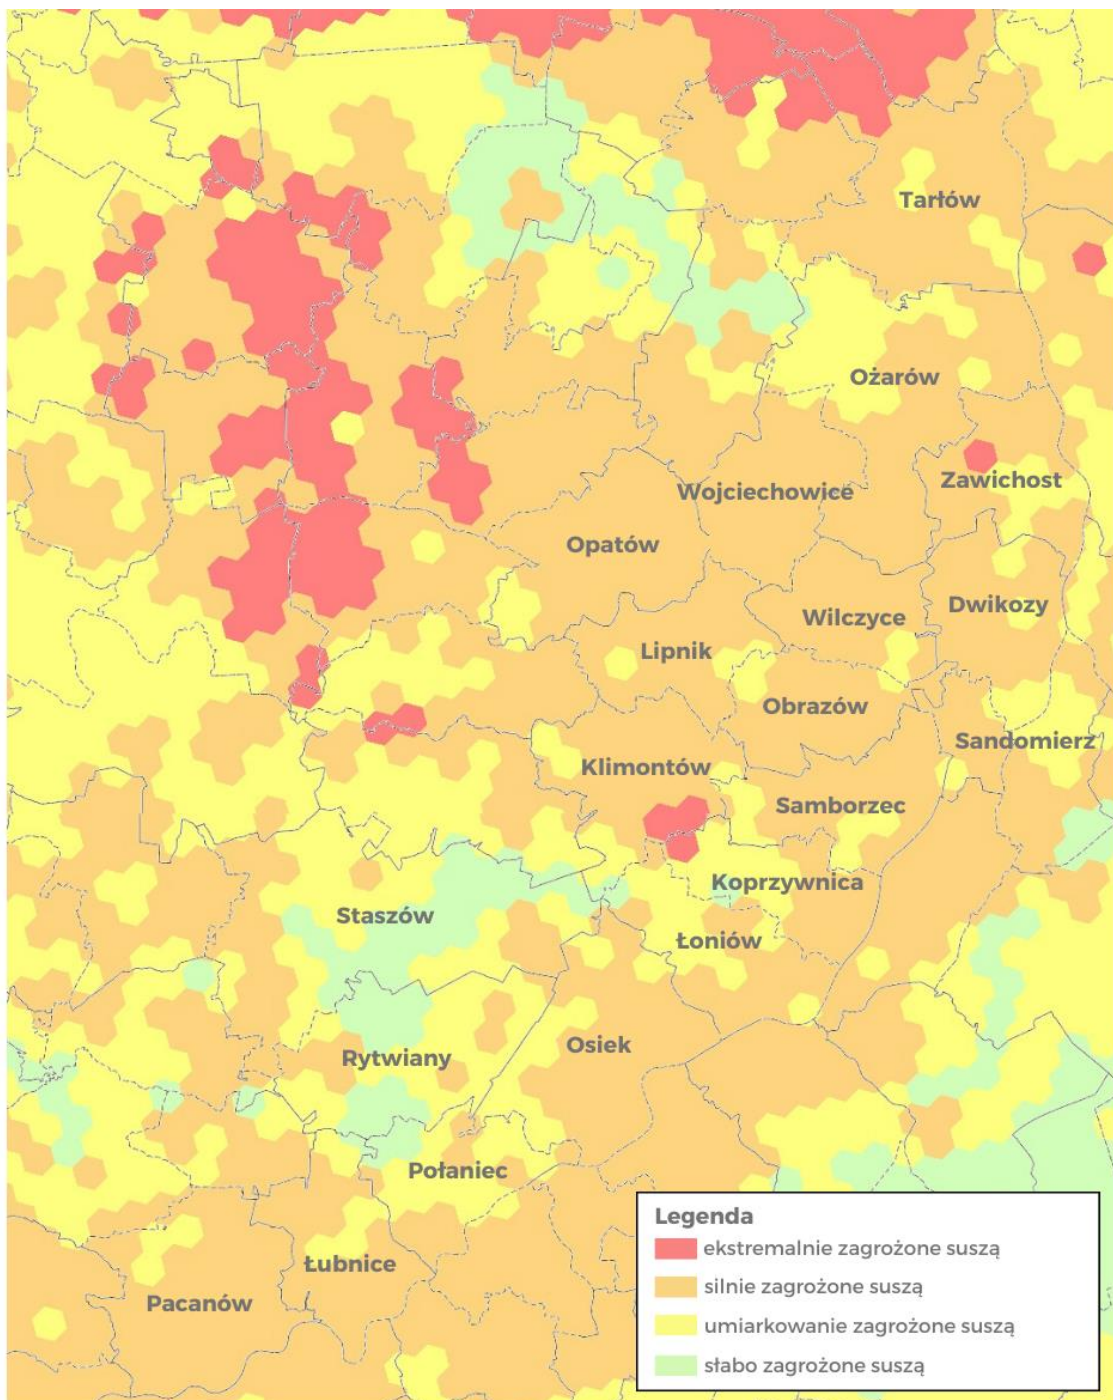 Tarłów
Ożarów
Zawichost
Wojciechowice
Opatów
Dwikozy
Wilczyce
Lipnik
Obrazów
Sandomierz
Klimontów
Samborzec
Koprzywnica
Staszów
Łoniów
Osiek
Rytwiany
Połaniec
Łubnice
Pacanów
Legenda
ekstremalnie zagrożone suszą
silnie zagrożone suszą
umiarkowanie zagrożone suszą
słabo zagrożone suszą